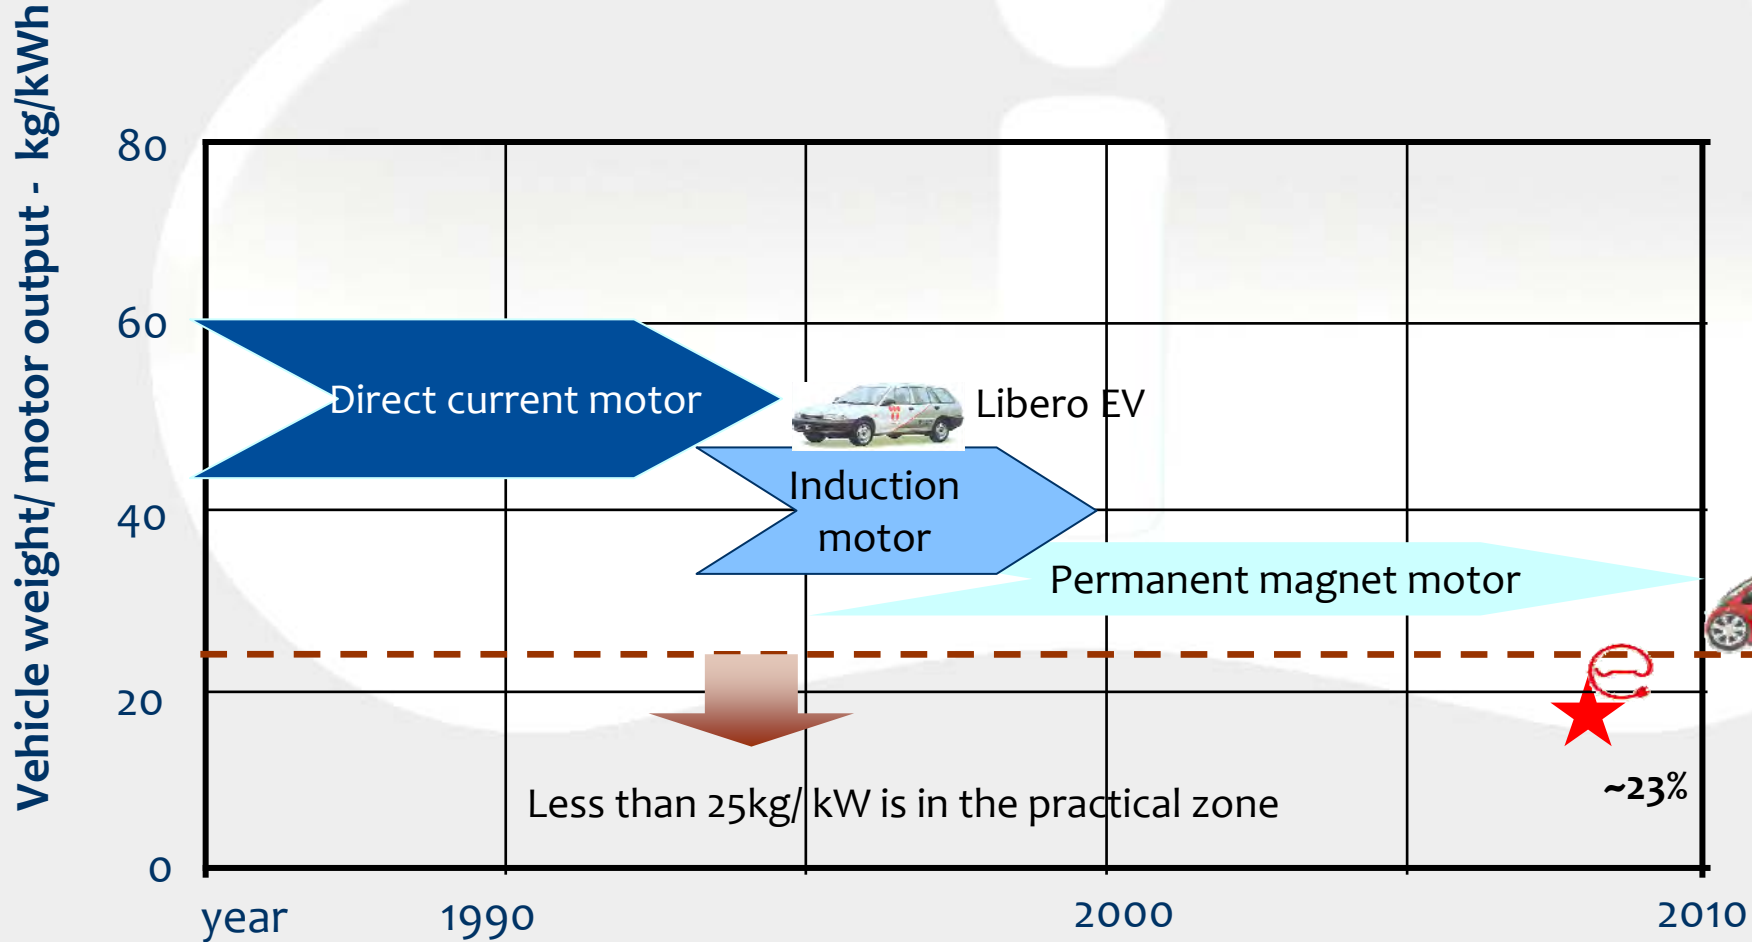 Vehicle weight/ motor output - kg/kWh
80
60
Direct current motor
Libero EV
Induction
motor
40
Permanent magnet motor
20
~23%
Less than 25kg/ kW is in the practical zone
0
year
1990
2000
2010